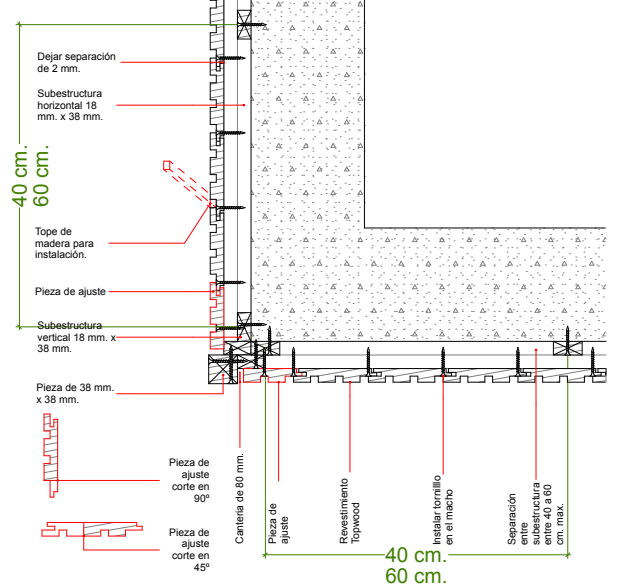 Dejar separación
de 2 mm.
Subestructura
horizontal 18
mm. x 38 mm.
40 cm.
60 cm.
Tope de
madera para
instalación.
Pieza de ajuste
Subestructura
vertical 18 mm. x
38 mm.
Pieza de 38 mm.
x 38 mm.
Pieza de
ajuste
corte en
90º
Pieza de
ajuste
corte en
45º
Cantería de 80 mm.
Pieza de
ajuste
Revestimiento
Topwood
Instalar tornilllo
en el macho
Separación
entre
subestructura
entre 40 a 60
cm. max.
40 cm.
60 cm.